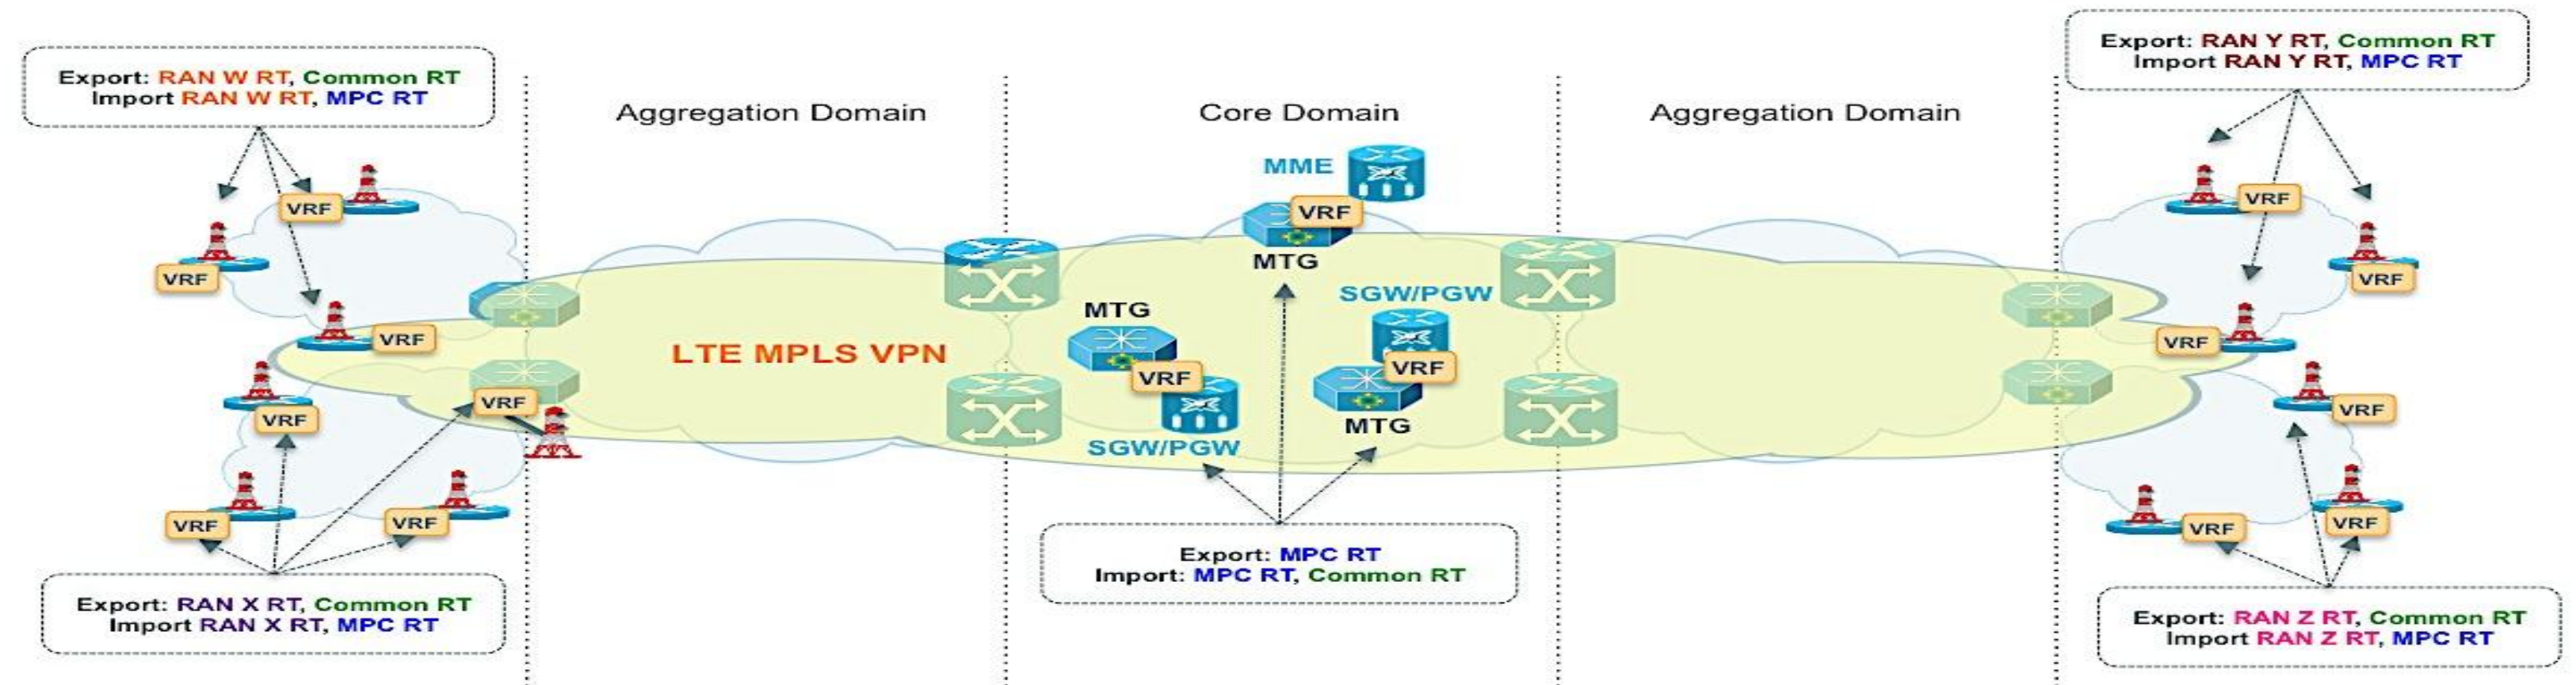 Export: RAN W RT, Common RT
Import RAN W RT, MPC RT
Export: RAN Y RT, Common RT
Import RAN Y RT, MPC RT
Aggregation Domain
Core Domain
Aggregation Domain
MME
VRF
VRF
VRF
VRF
VRF
VRF
MTG
SGW/PGW
MTG
VRF
VRF
LTE MPLS VPN
VRF
VRF
VRF
VRF
VRF
MTG
SGW/PGW
VRF
VRF
VRF
VRF
Export: MPC RT
Import: MPC RT, Common RT
Export: RAN X RT, Common RT
Import RAN X RT, MPC RT
Export: RAN Z RT, Common RT
Import RAN Z RT, MPC RT